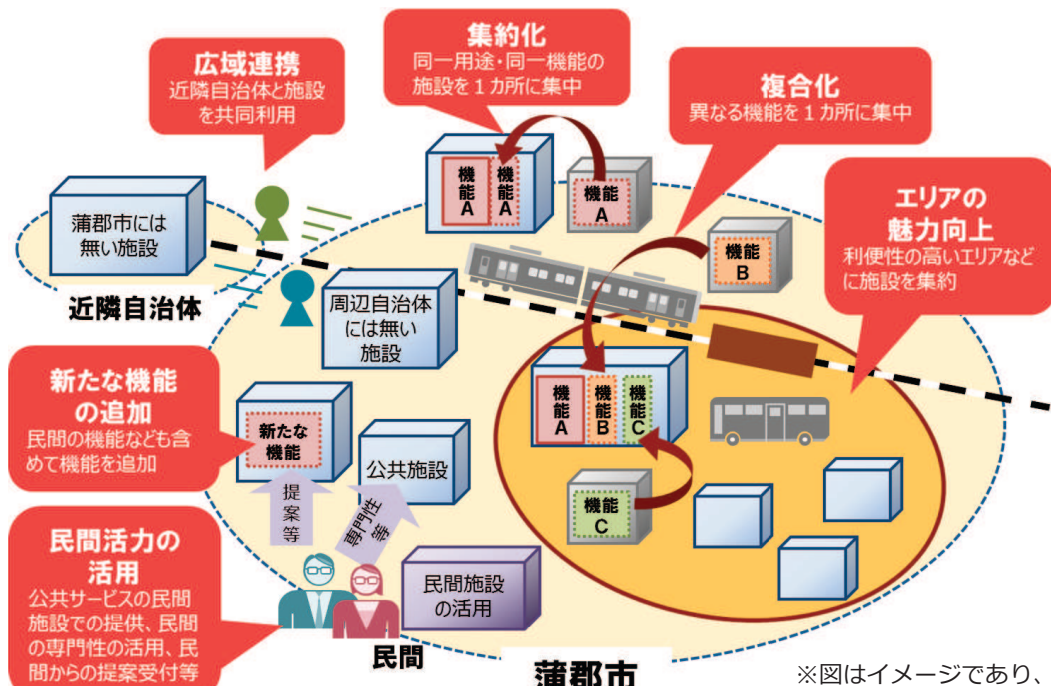 集約化
同一用途・同一機能の
施設を１カ所に集中
広域連携
近隣自治体と施設
を共同利用
複合化
異なる機能を１カ所に集中
エリアの
魅力向上
利便性の高いエリアなど
に施設を集約
機能A
機能A
機能
A
機能
B
蒲郡市には
無い施設
近隣自治体
周辺自治体
には無い
施設
新たな機能
の追加
民間の機能なども含
めて機能を追加
新たな
機能
公共施設
機能A
機能B
機能C
機能
C
提案等
専門性等
民間活力の
活用
公共サービスの民間
施設での提供、民間
の専門性の活用、民
間からの提案受付等
民間施設
の活用
民間
蒲郡市
※図はイメージであり、